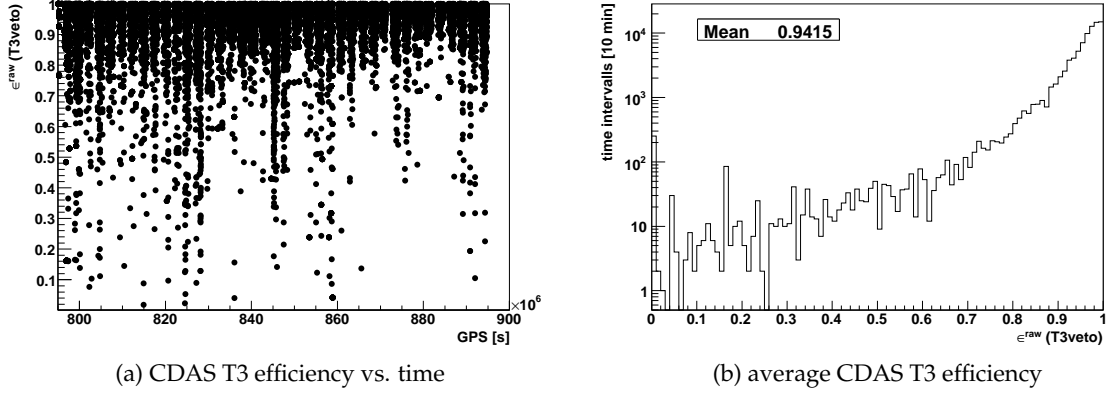 ϵ^raw (T3veto)
1
0.9
0.8
0.7
0.6
0.5
0.4
0.3
0.2
0.1
800
820
840
860
880
900
×10^6
GPS [s]
(a) CDAS T3 efficiency vs. time
time intervalls [10 min]
10^4
10^3
10^2
10
1
Mean 0.9415
0 0.1 0.2 0.3 0.4 0.5 0.6 0.7 0.8 0.9 1
ϵ^raw (T3veto)
(b) average CDAS T3 efficiency